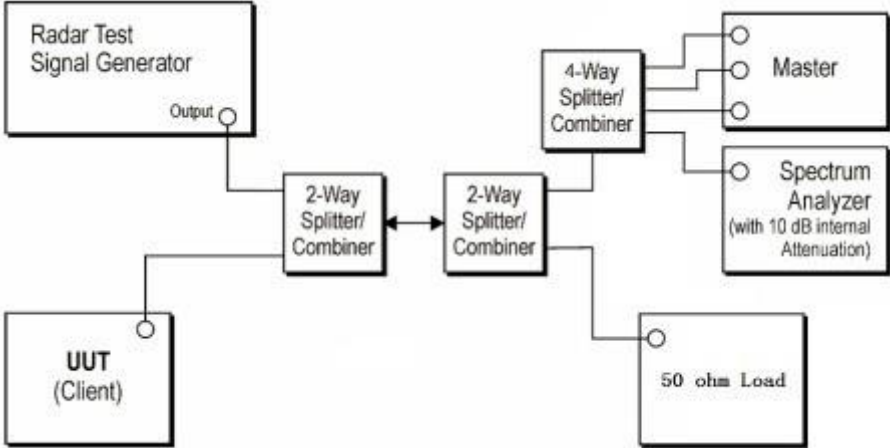 Radar Test
Signal Generator
Output
4-Way
Splitter/
Combiner
Master
Spectrum
Analyzer
(with 10 dB internal
Attenuation)
2-Way
Splitter/
Combiner
2-Way
Splitter/
Combiner
UUT
(Client)
50 ohm Load